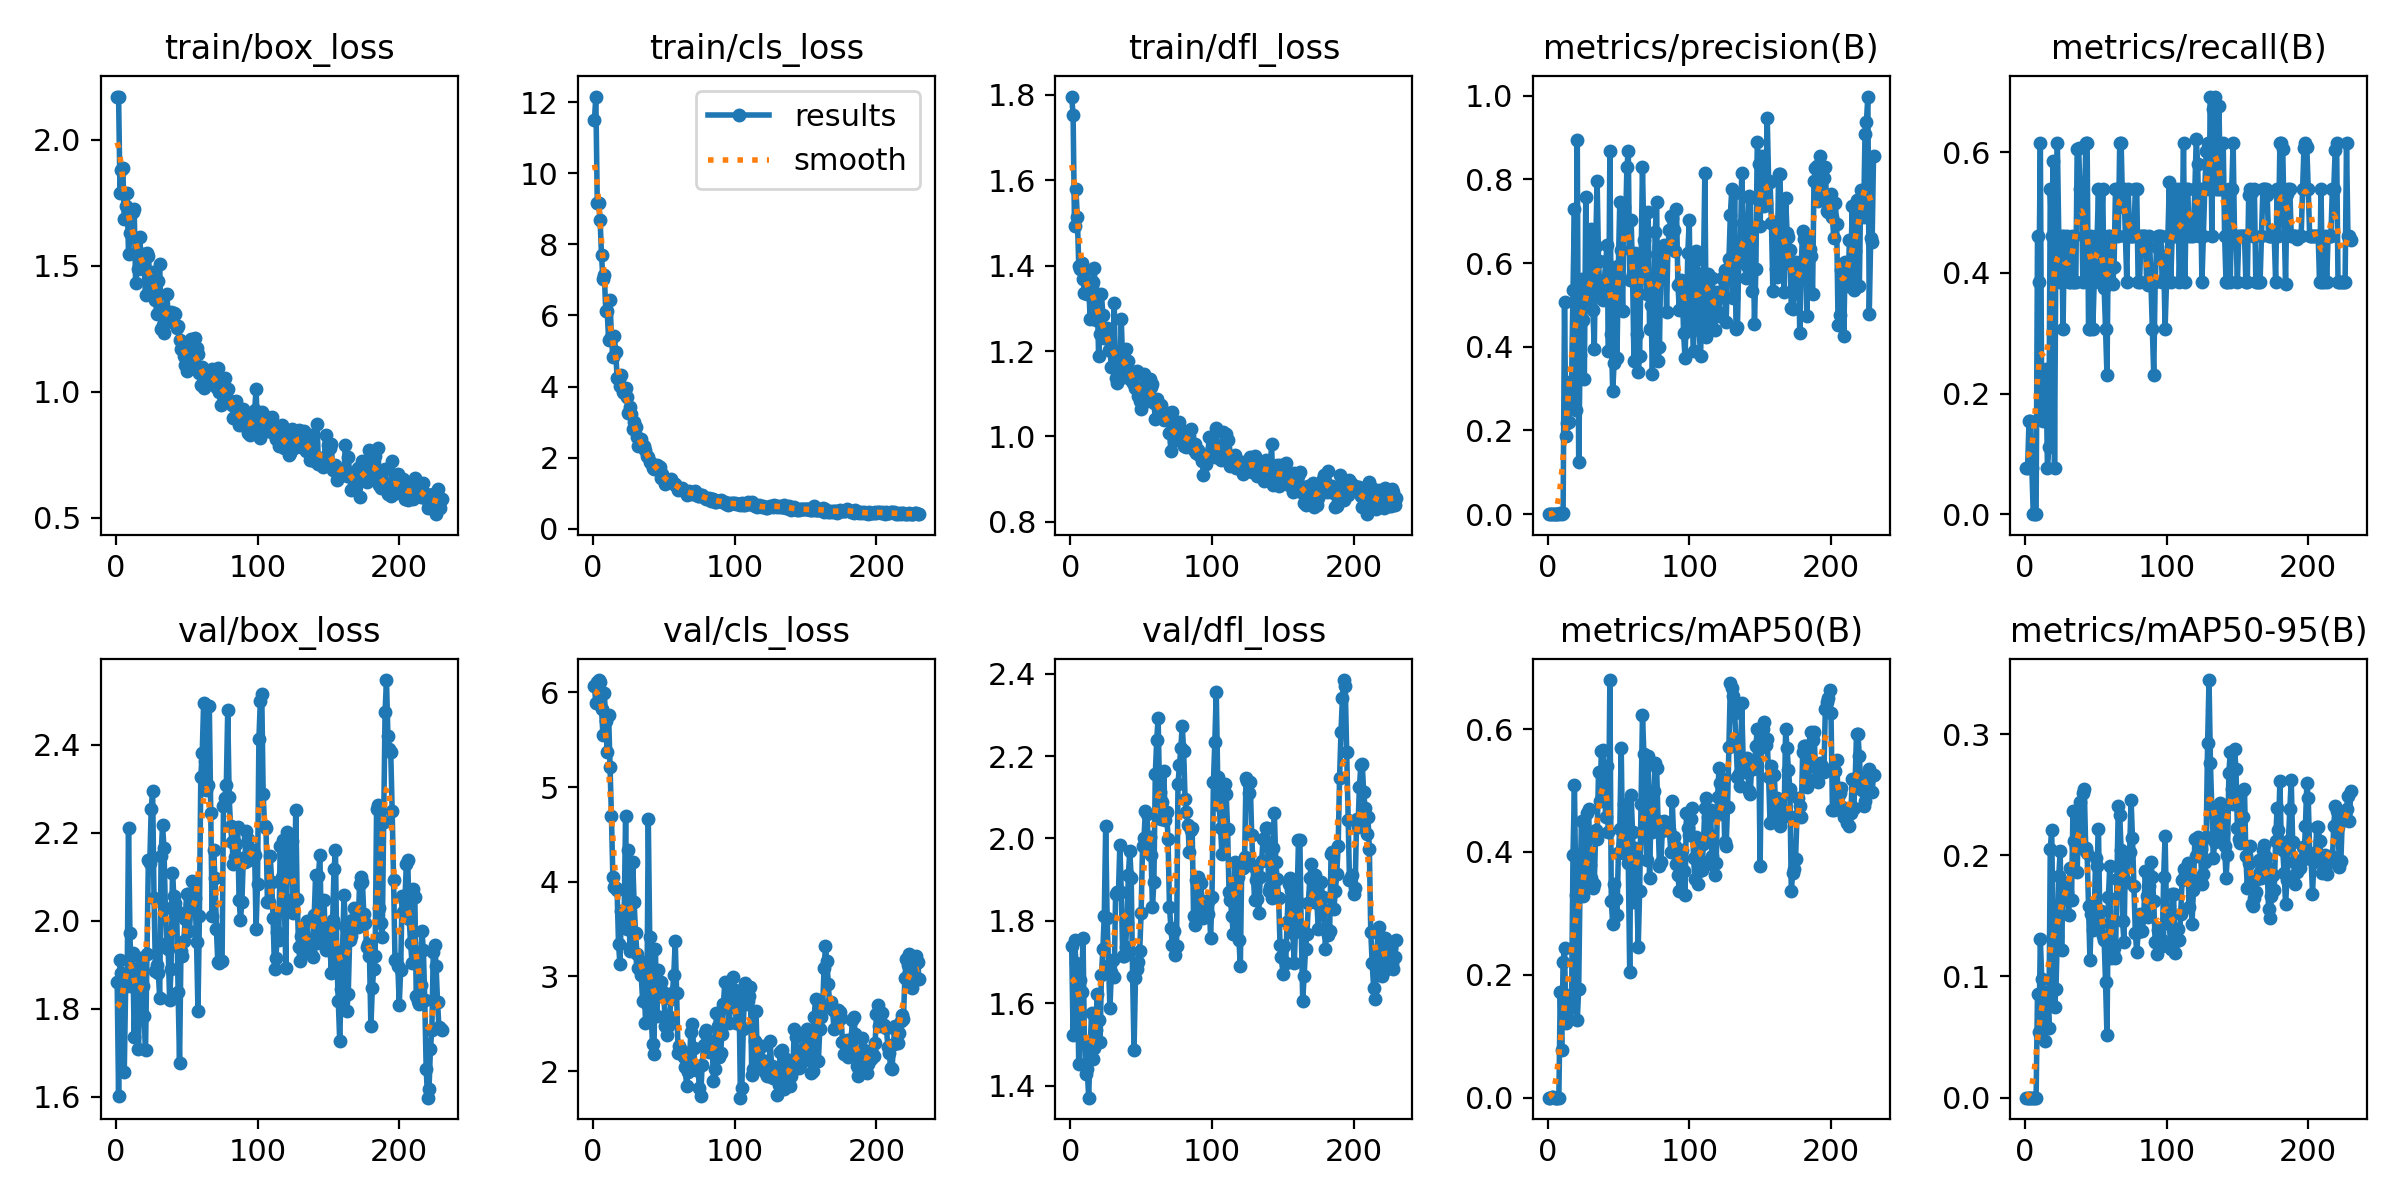 train/box_loss
2.0
1.5
1.0
0.5
0 100 200
train/cls_loss
12
10
8
6
4
2
0
0 100 200
results
smooth
train/dfl_loss
1.8
1.6
1.4
1.2
1.0
0.8
0 100 200
metrics/precision(B)
1.0
0.8
0.6
0.4
0.2
0.0
0 100 200
metrics/recall(B)
0.6
0.4
0.2
0.0
0 100 200
val/box_loss
2.4
2.2
2.0
1.8
1.6
0 100 200
val/cls_loss
6
5
4
3
2
0 100 200
val/dfl_loss
2.4
2.2
2.0
1.8
1.6
1.4
0 100 200
metrics/mAP50(B)
0.6
0.4
0.2
0.0
0 100 200
metrics/mAP50-95(B)
0.3
0.2
0.1
0.0
0 100 200